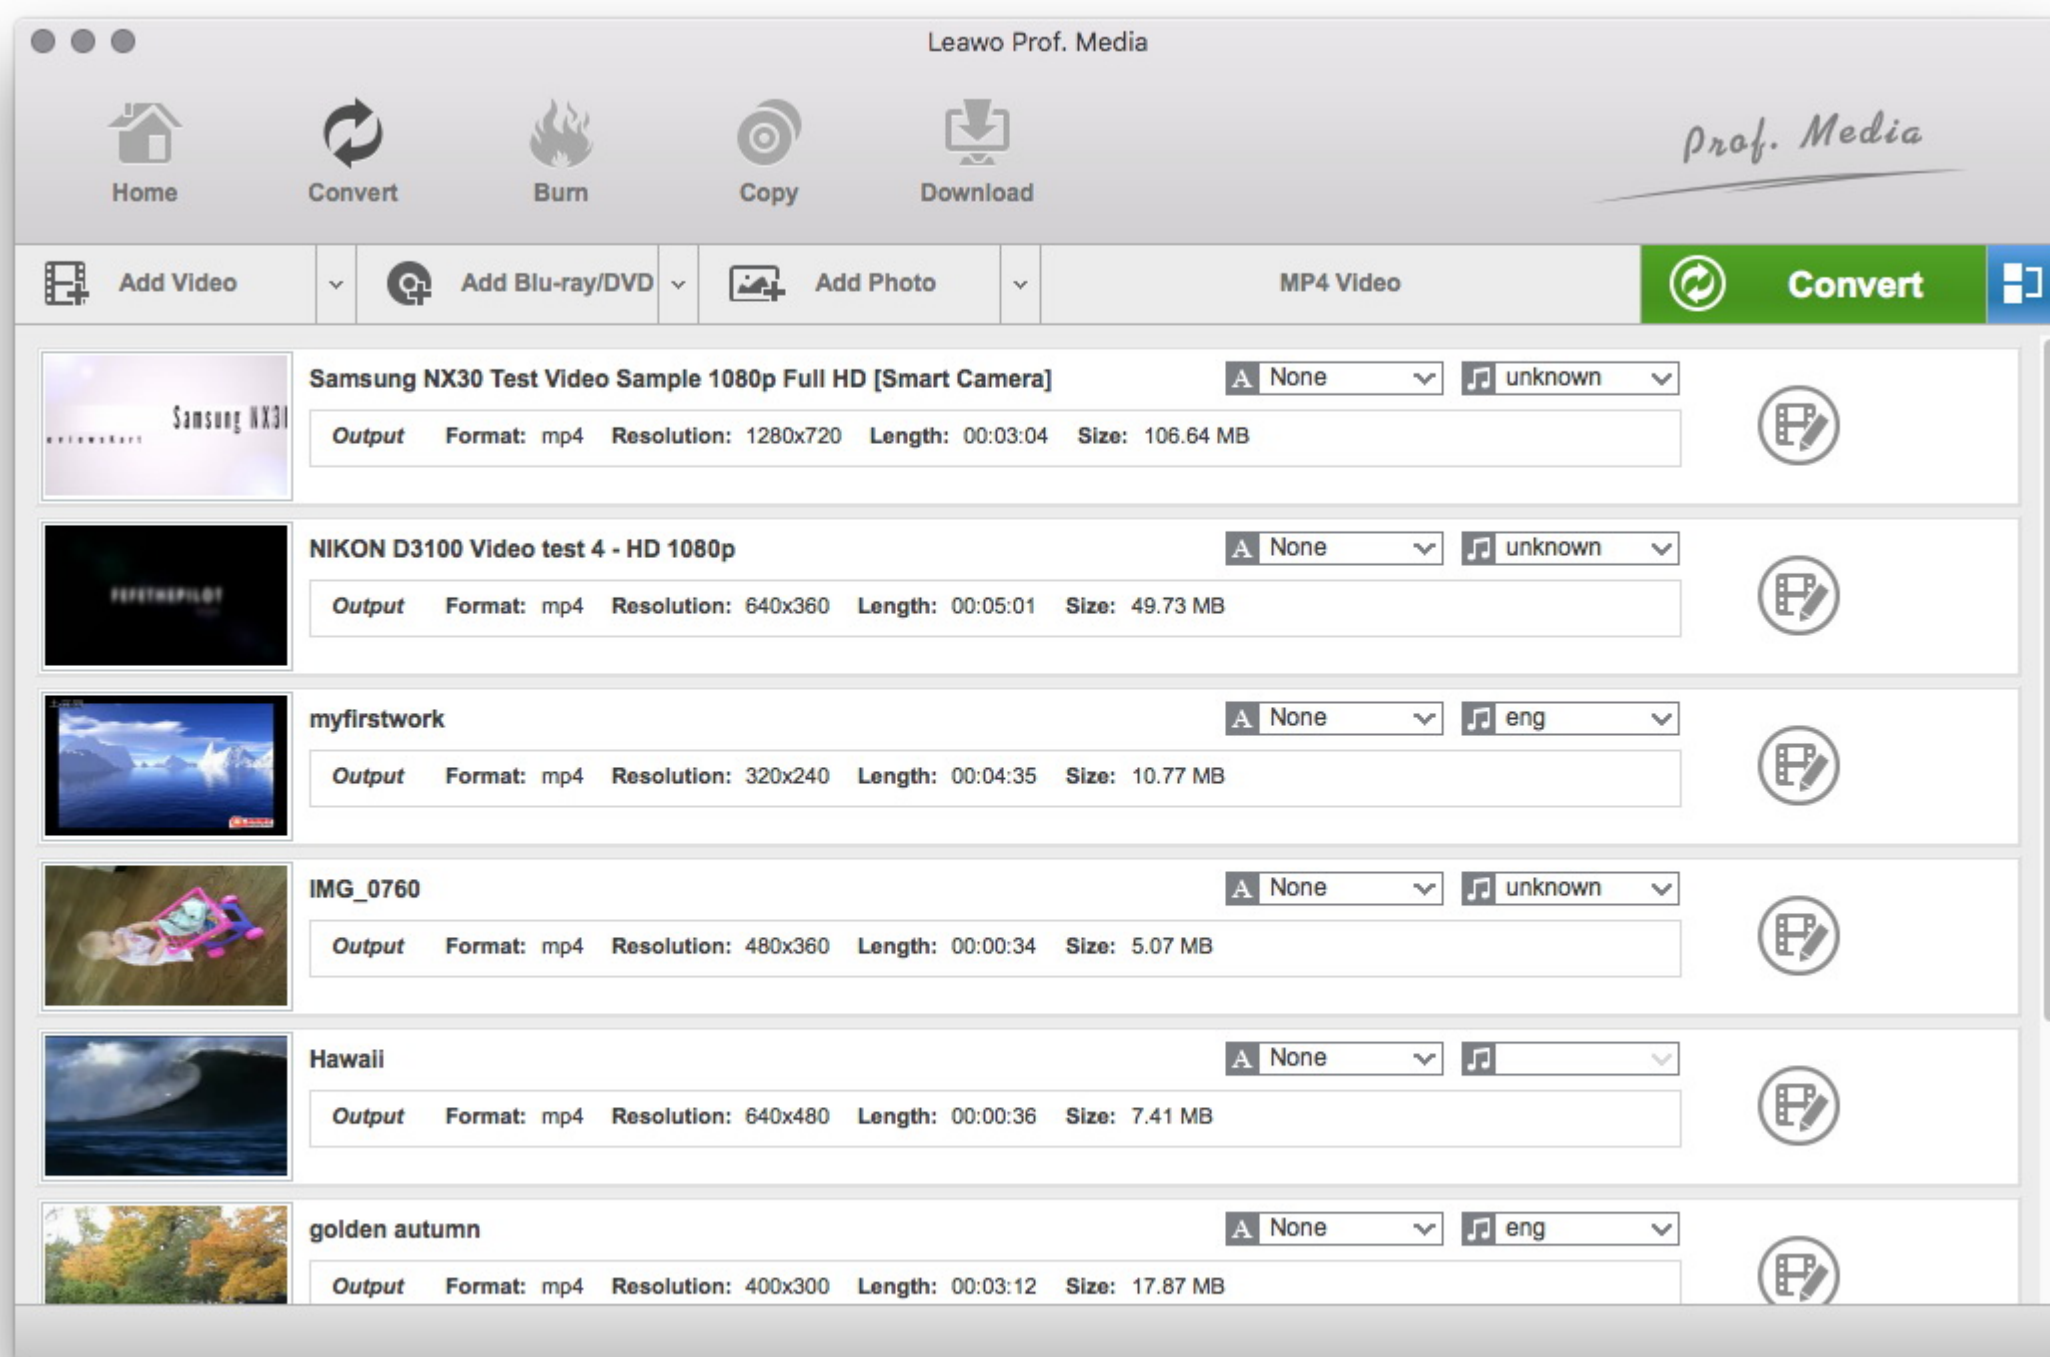 Leawo Prof. Media
Prof. Media
Home Convert Burn Copy Download
Add Video Add Blu-ray/DVD Add Photo MP4 Video Convert
Samsung NX30 Test Video Sample 1080p Full HD [Smart Camera] A None unknown
Samsung NX3
Output Format: mp4 Resolution: 1280x720 Length: 00:03:04 Size: 106.64 MB
NIKON D3100 Video test 4 - HD 1080p A None unknown
FEFETHEPILOT
Output Format: mp4 Resolution: 640x360 Length: 00:05:01 Size: 49.73 MB
myfirstwork A None eng
Output Format: mp4 Resolution: 320x240 Length: 00:04:35 Size: 10.77 MB
IMG_0760 A None unknown
Output Format: mp4 Resolution: 480x360 Length: 00:00:34 Size: 5.07 MB
Hawaii A None
Output Format: mp4 Resolution: 640x480 Length: 00:00:36 Size: 7.41 MB
golden autumn A None eng
Output Format: mp4 Resolution: 400x300 Length: 00:03:12 Size: 17.87 MB